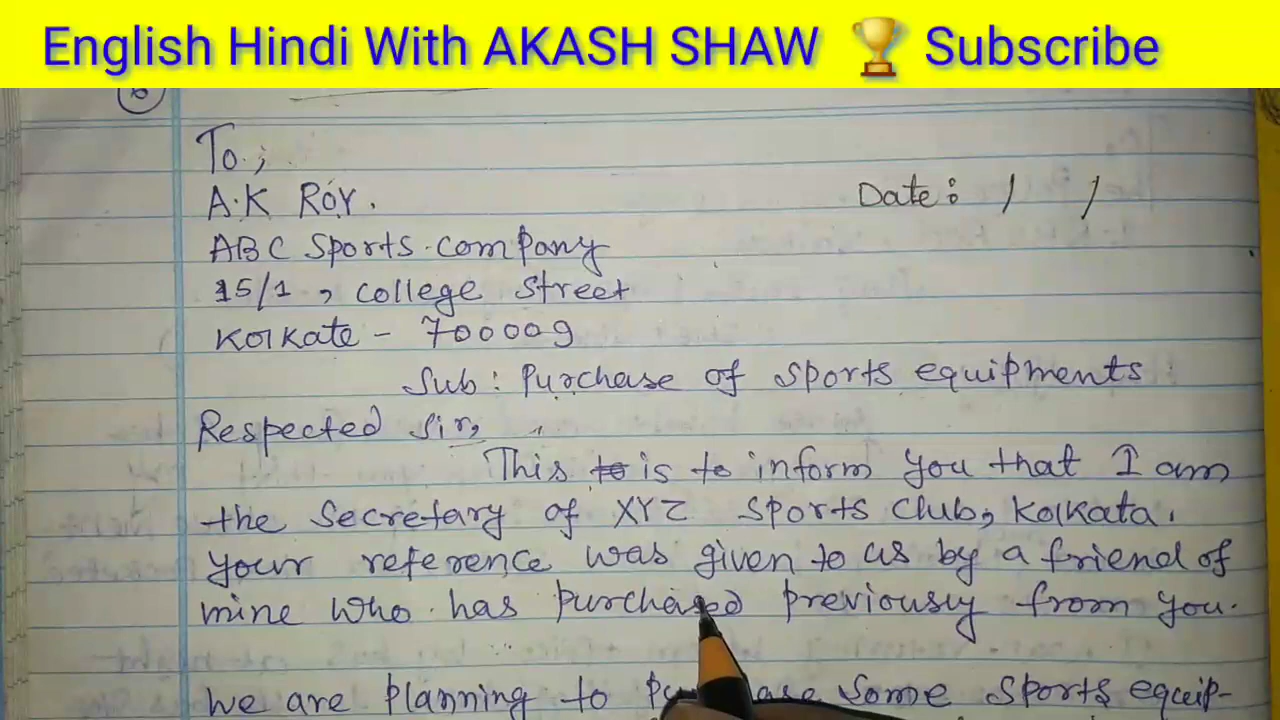 English Hindi With AKASH SHAW 🏆 Subscribe
To,;
A.K Roy.
Date: / /
ABC Sports company
15/1, college street
Kolkate - 700009
Sub: Purchase of sports equipments
Respected Sir,
This to is to inform you that I am
the secretary of XYZ sports club, Kolkata.
Your reference was given to us by a friend of
mine who has purchased previously from you.
We are planning to some sports equip-